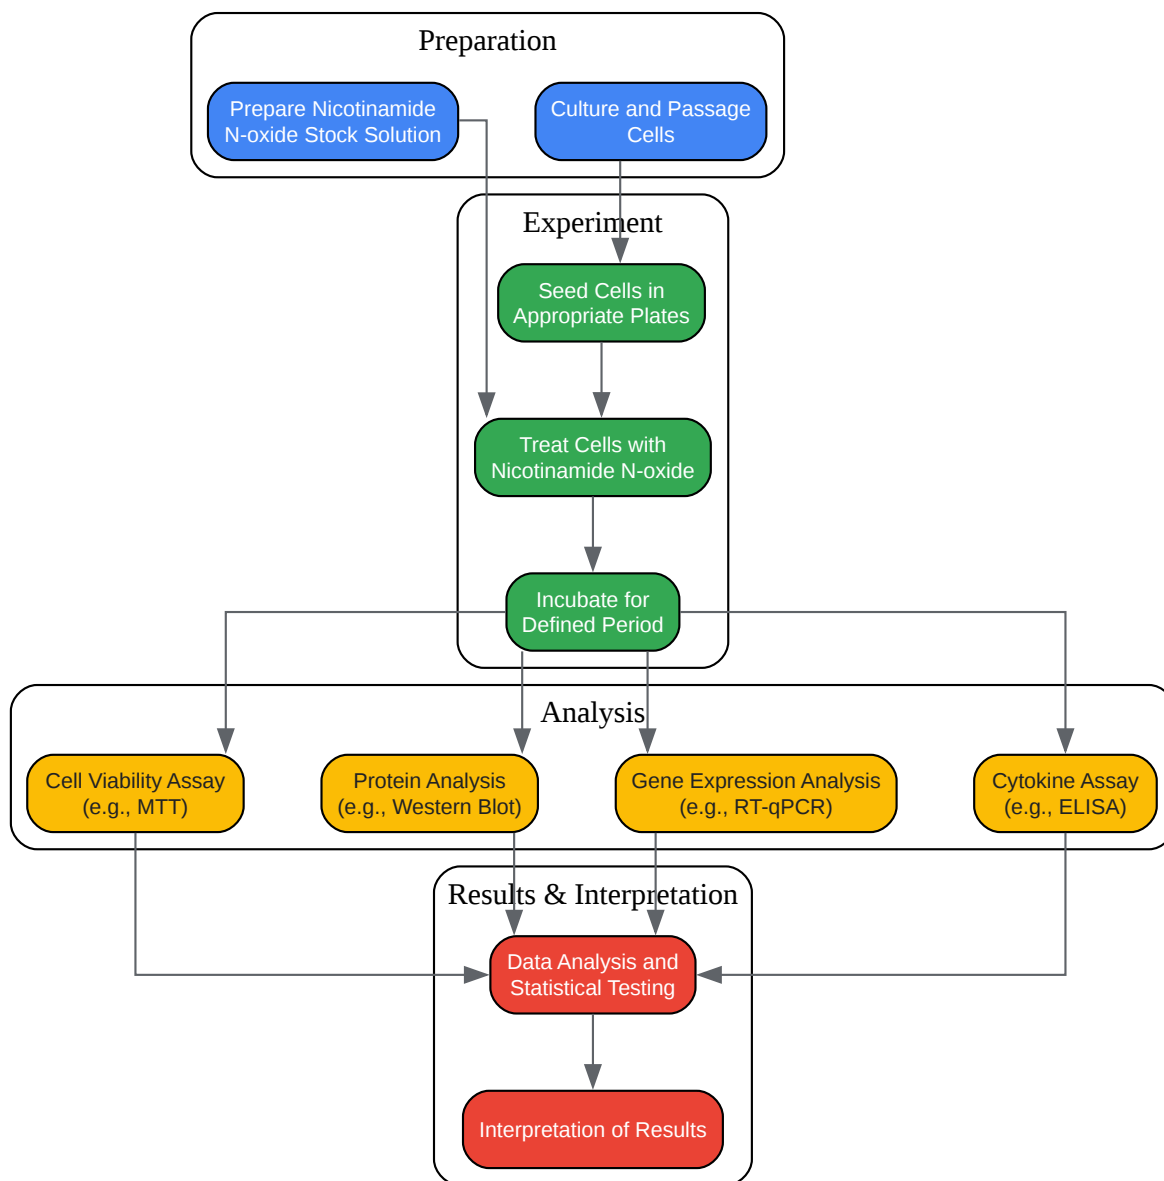 Preparation
Prepare Nicotinamide
N-oxide Stock Solution
Culture and Passage
Cells
Experiment
Seed Cells in
Appropriate Plates
Treat Cells with
Nicotinamide N-oxide
Incubate for
Defined Period
Analysis
Cell Viability Assay
(e.g., MTT)
Protein Analysis
(e.g., Western Blot)
Gene Expression Analysis
(e.g., RT-qPCR)
Cytokine Assay
(e.g., ELISA)
Results & Interpretation
Data Analysis and
Statistical Testing
Interpretation of Results